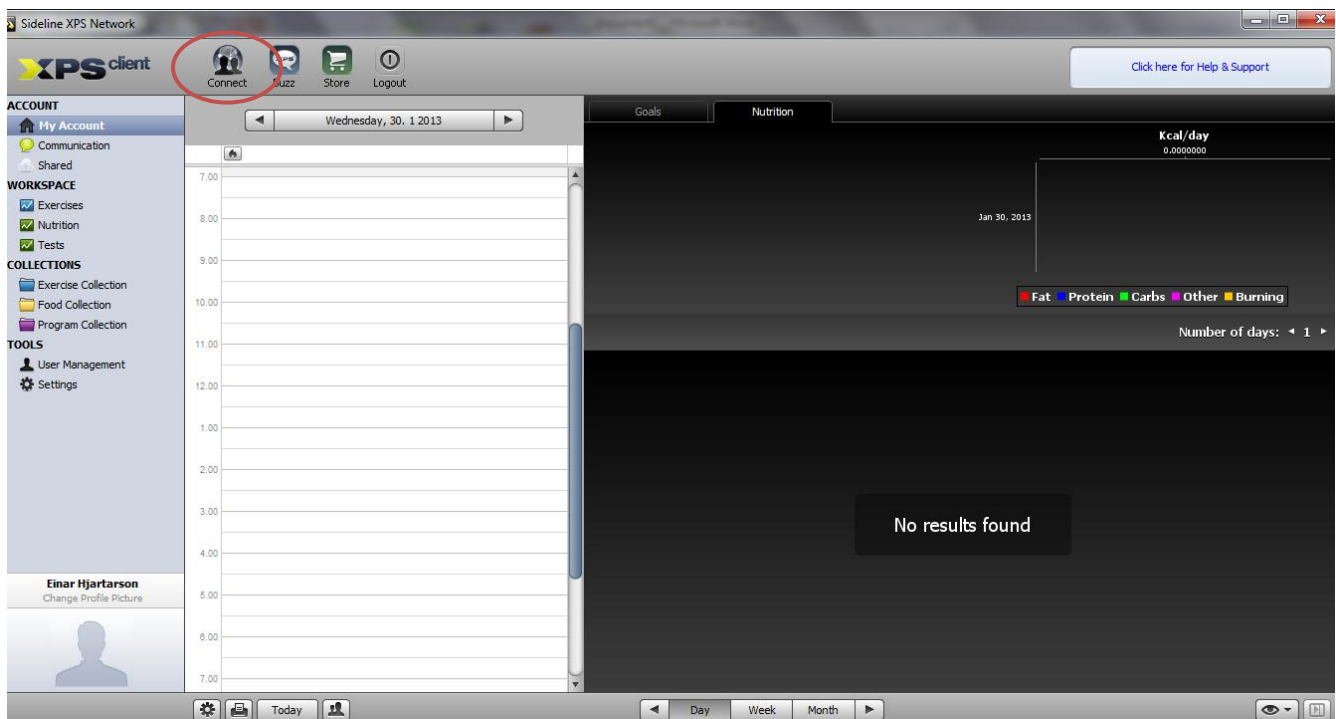 Sideline XPS Network
XPS client
Connect
Buzz
Store
Logout
Click here for Help & Support
ACCOUNT
My Account
Communication
Shared
WORKSPACE
Exercises
Nutrition
Tests
COLLECTIONS
Exercise Collection
Food Collection
Program Collection
TOOLS
User Management
Settings
Einar Hjartarson
Change Profile Picture
Wednesday, 30. 1 2013
7.00
8.00
9.00
10.00
11.00
12.00
1.00
2.00
3.00
4.00
5.00
6.00
7.00
Goals
Nutrition
Kcal/day
0.0000000
Jan 30, 2013
Fat Protein Carbs Other Burning
Number of days: 1
No results found
Today
Day Week Month